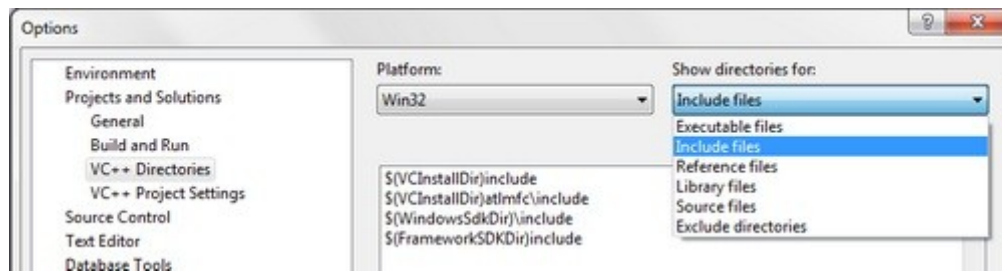 Options
Environment
Projects and Solutions
General
Build and Run
VC++ Directories
VC++ Project Settings
Source Control
Text Editor
Database Tools
Platform:
Win32
Show directories for:
Include files
Executable files
Include files
Reference files
Library files
Source files
Exclude directories
$(VCInstallDir)include
$(VCInstallDir)atlmfc\include
$(WindowsSdkDir)\include
$(FrameworkSDKDir)include